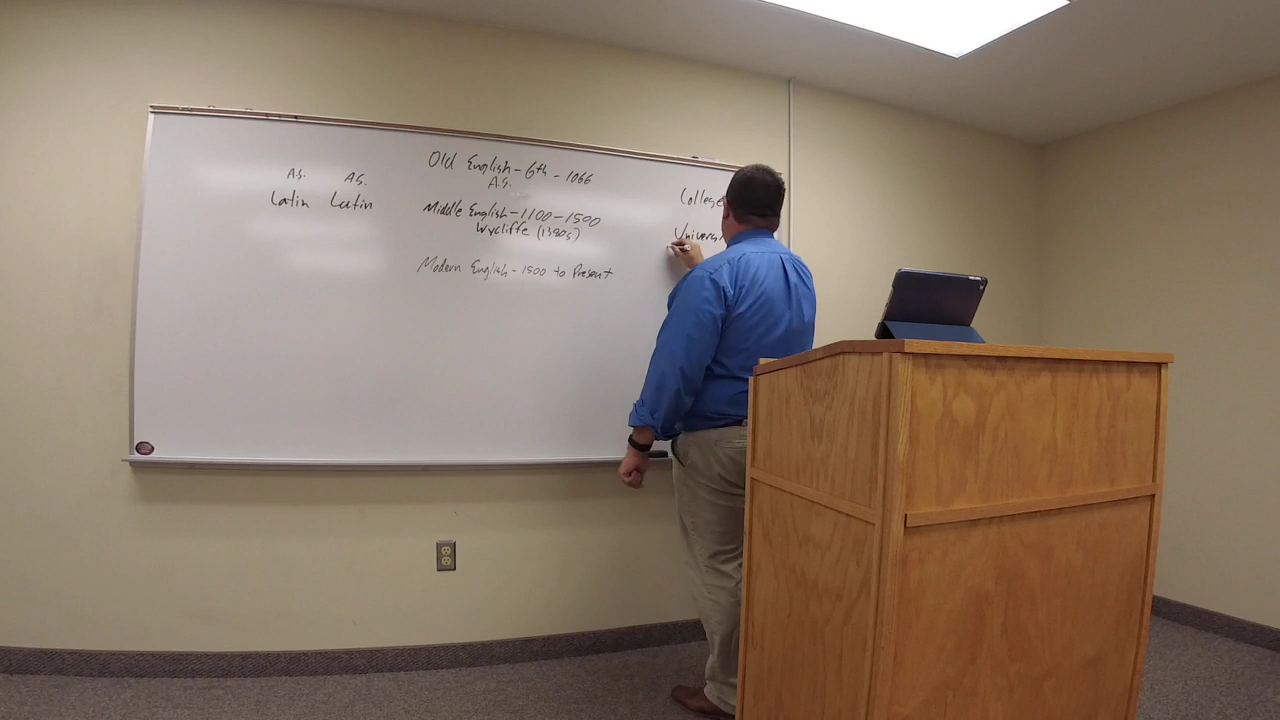 A.S. A.S.
Latin Latin
Old English - 6th - 1066
A.S.
Middle English - 1100 - 1500
Wycliffe (1380s)
Modern English - 1500 to Present
College
Univers